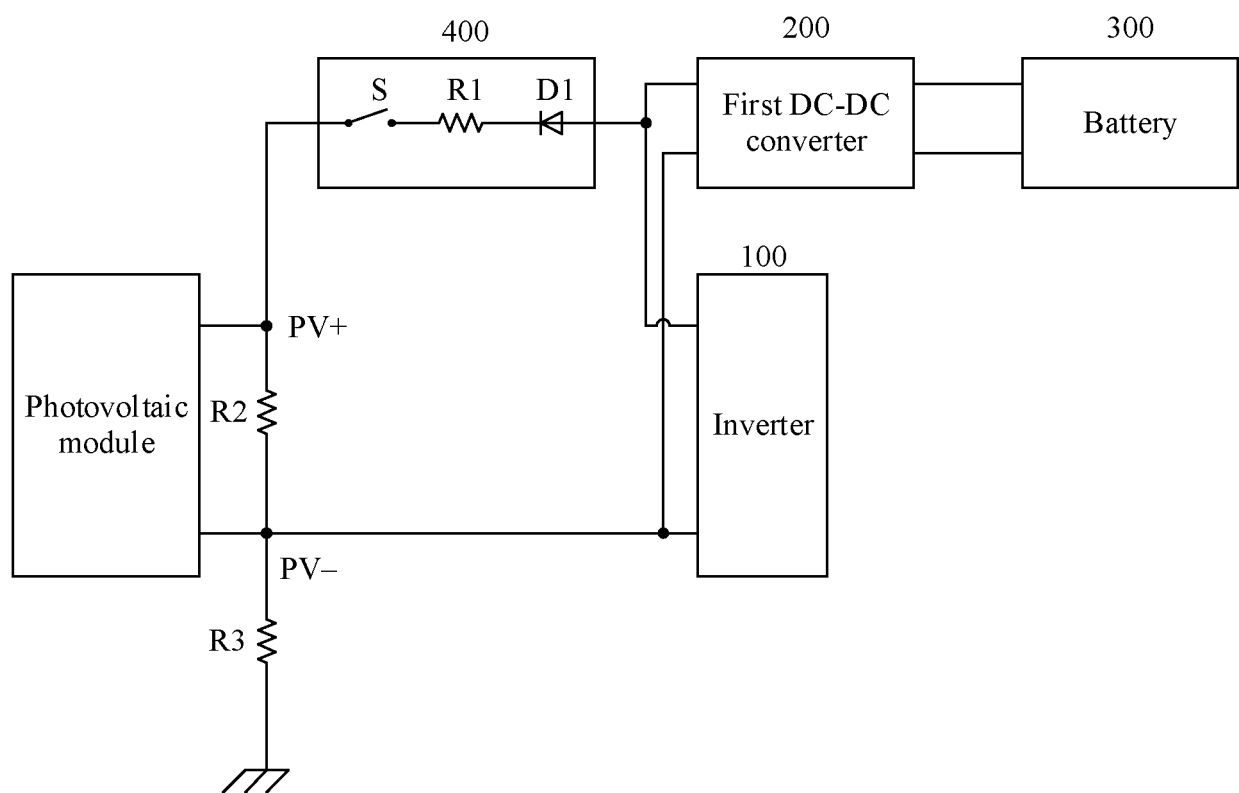 400
200
300
S
R1
D1
First DC-DC
converter
Battery
100
PV+
Photovoltaic
module
R2
Inverter
PV–
R3